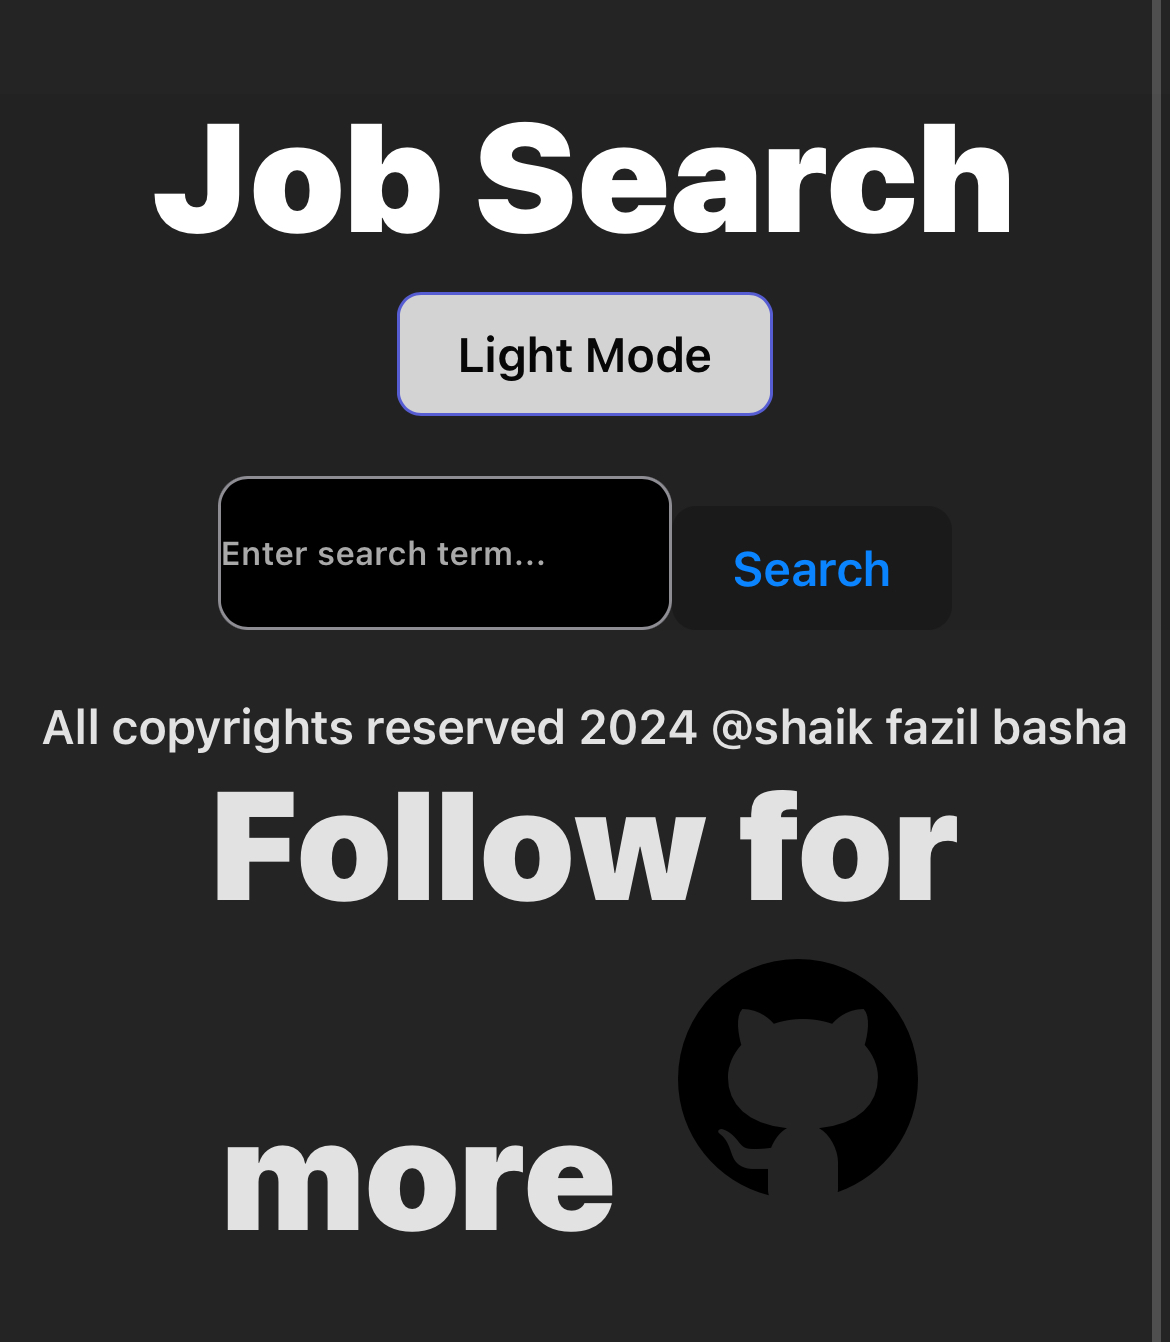 Job Search
Light Mode
Enter search term...
Search
All copyrights reserved 2024 @shaik fazil basha
Follow for
more